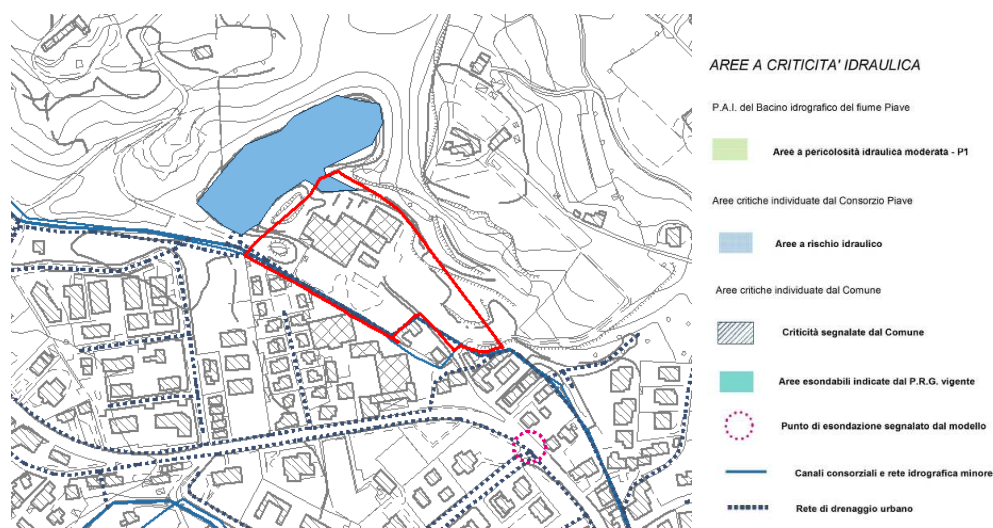 AREE A CRITICITA' IDRAULICA
P.A.I. del Bacino idrografico del fiume Piave
Aree a pericolosità idraulica moderata - P1
Aree critiche individuate dal Consorzio Piave
Aree a rischio idraulico
Aree critiche individuate dal Comune
Criticità segnalate dal Comune
Aree esondabili indicate dal P.R.G. vigente
Punto di esondazione segnalato dal modello
Canali consorziali e rete idrografica minore
Rete di drenaggio urbano